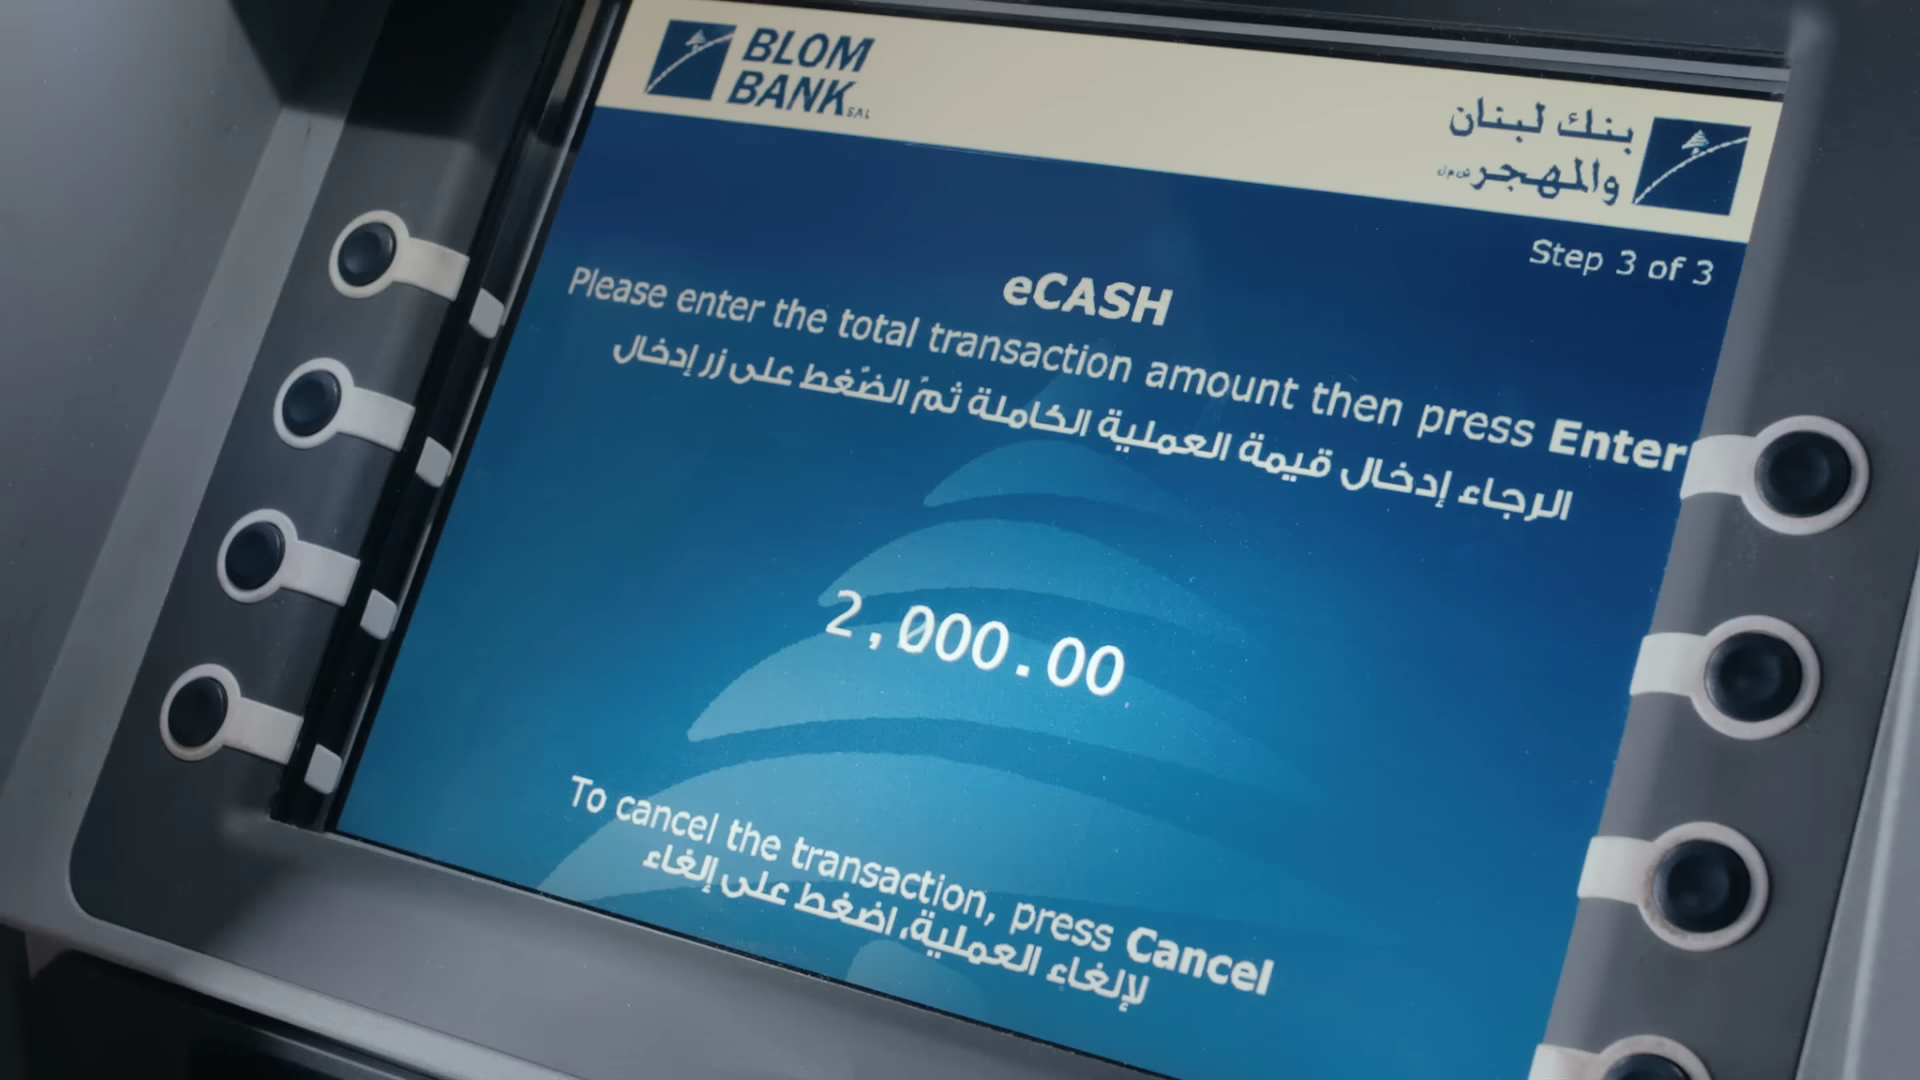 BLOM
BANK SAL
بنك لبنان
والمهجر ش.م.ل
Step 3 of 3
eCASH
Please enter the total transaction amount then press Enter
الرجاء إدخال قيمة العملية الكاملة ثمّ الضّغط على زر إدخال
2,000.00
To cancel the transaction, press Cancel
لإلغاء العملية، اضغط على إلغاء